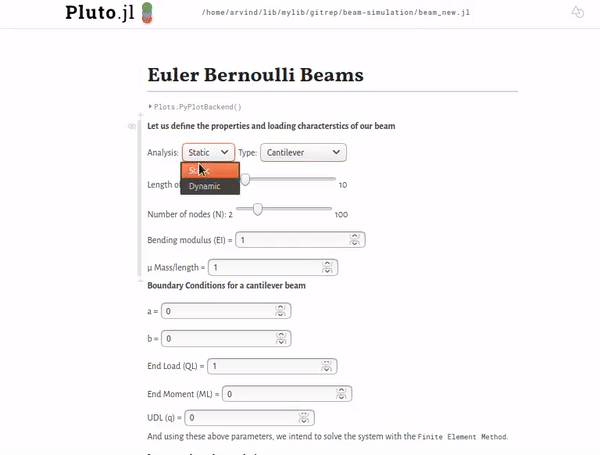 Pluto.jl
/home/arvind/lib/mylib/gitrep/beam-simulation/beam_new.jl
Euler Bernoulli Beams
Plots.PyPlotBackend()
Let us define the properties and loading characterstics of our beam
Analysis: Static Type: Cantilever
Dynamic
Length 10
Number of nodes (N): 2 100
Bending modulus (EI) = 1
μ Mass/length = 1
Boundary Conditions for a cantilever beam
a = 0
b = 0
End Load (QL) = 1
End Moment (ML) = 0
UDL (q) = 0
And using these above parameters, we intend to solve the system with the Finite Element Method.